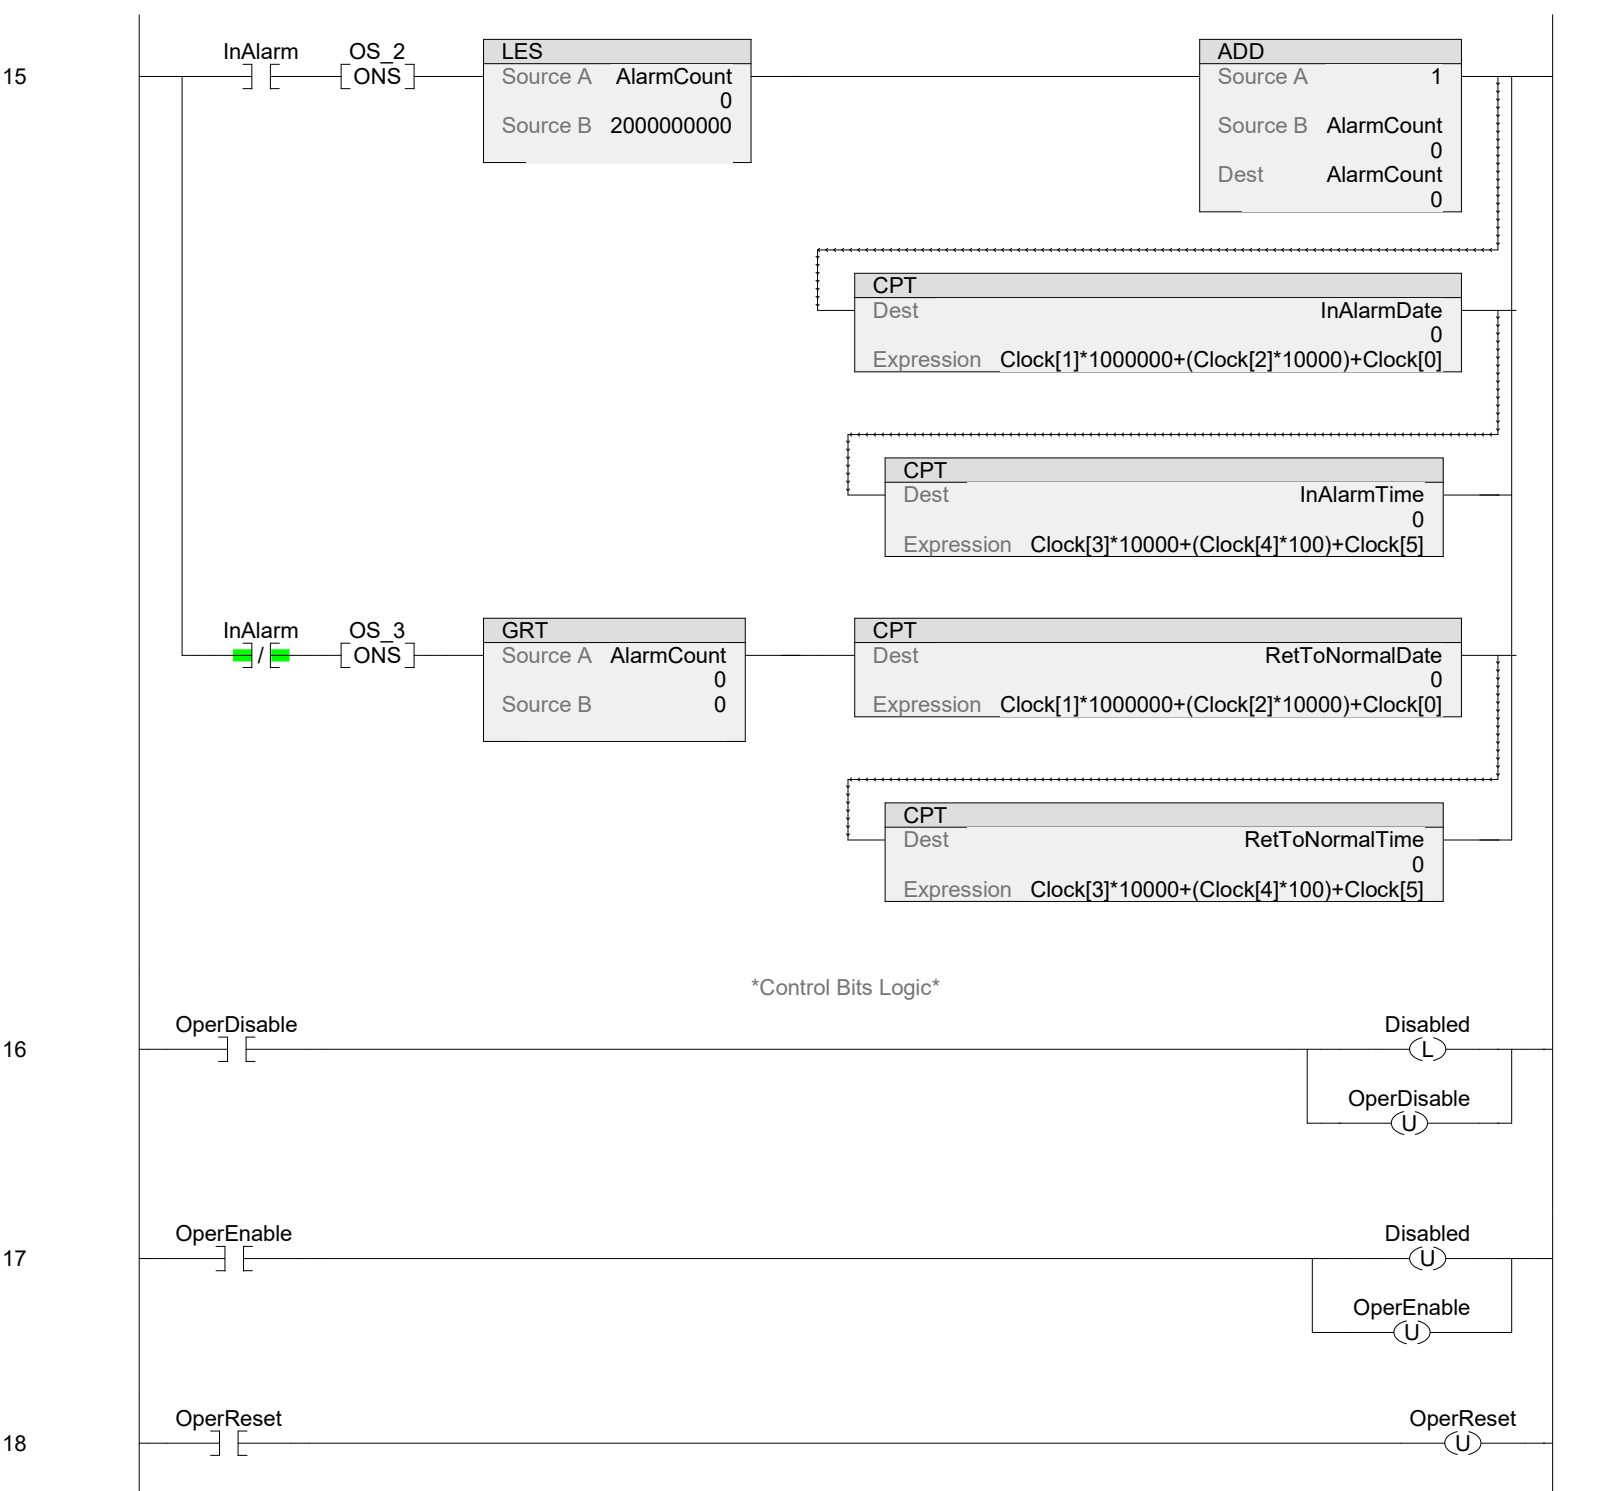 InAlarm OS_2 LES ADD
15 ONS Source A AlarmCount Source A 1
0
Source B 2000000000 Source B AlarmCount
0
Dest AlarmCount
0
CPT
Dest InAlarmDate
0
Expression Clock[1]*1000000+(Clock[2]*10000)+Clock[0]
CPT
Dest InAlarmTime
0
Expression Clock[3]*10000+(Clock[4]*100)+Clock[5]
InAlarm OS_3 GRT CPT
/ ONS Source A AlarmCount Dest RetToNormalDate
0 0
Source B 0 Expression Clock[1]*1000000+(Clock[2]*10000)+Clock[0]
CPT
Dest RetToNormalTime
0
Expression Clock[3]*10000+(Clock[4]*100)+Clock[5]
*Control Bits Logic*
OperDisable Disabled
16 L
OperDisable
U
OperEnable Disabled
17 U
OperEnable
U
OperReset OperReset
18 U